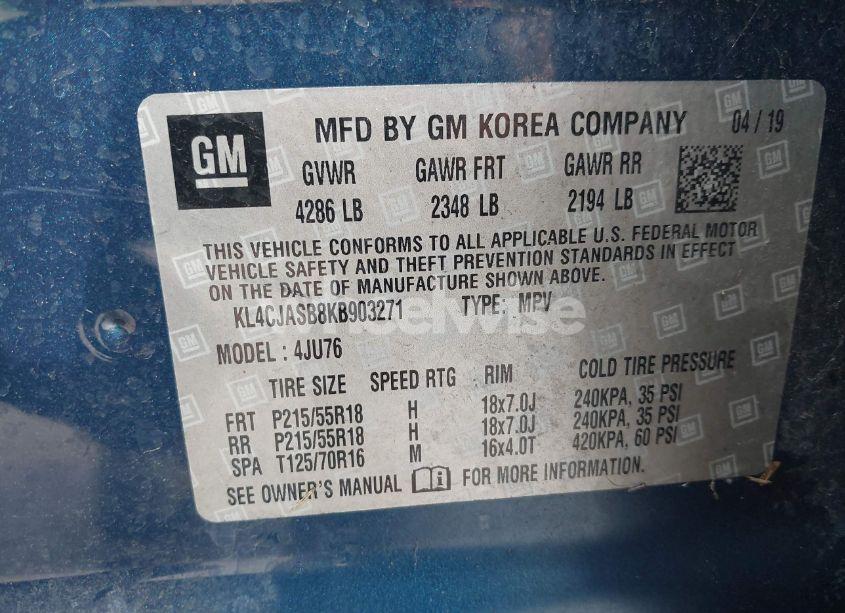 GM
MFD BY GM KOREA COMPANY 04/19
GVWR GAWR FRT GAWR RR
4286 LB 2348 LB 2194 LB
THIS VEHICLE CONFORMS TO ALL APPLICABLE U.S. FEDERAL MOTOR
VEHICLE SAFETY AND THEFT PREVENTION STANDARDS IN EFFECT
ON THE DATE OF MANUFACTURE SHOWN ABOVE.
KL4CJASB8KB903271 TYPE: MPV
MODEL : 4JU76
TIRE SIZE SPEED RTG RIM COLD TIRE PRESSURE
FRT P215/55R18 H 18x7.0J 240KPA, 35 PSI
RR P215/55R18 H 18x7.0J 240KPA, 35 PSI
SPA T125/70R16 M 16x4.0T 420KPA, 60 PSI
SEE OWNER'S MANUAL i FOR MORE INFORMATION.